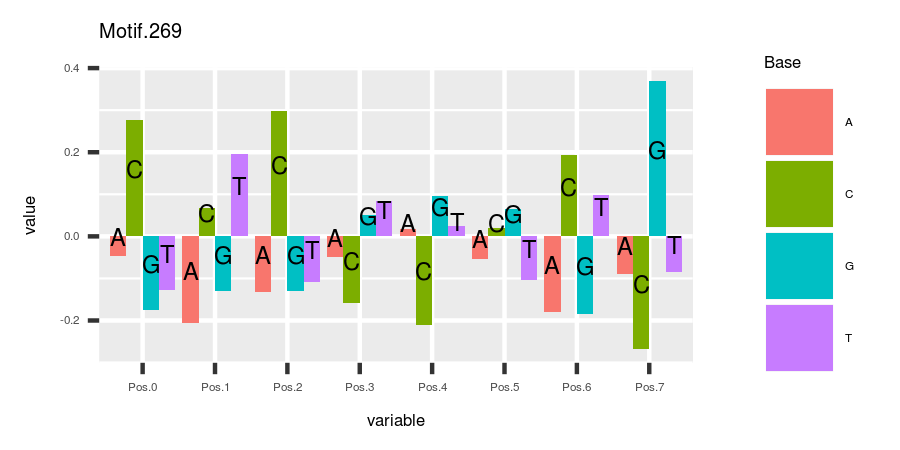 Motif.269
0.4
0.2
0.0
-0.2
value
A C G T A C G T A C G T A C G T A C G T A C G T A C G T A C G T
Pos.0 Pos.1 Pos.2 Pos.3 Pos.4 Pos.5 Pos.6 Pos.7
variable
Base
A
C
G
T